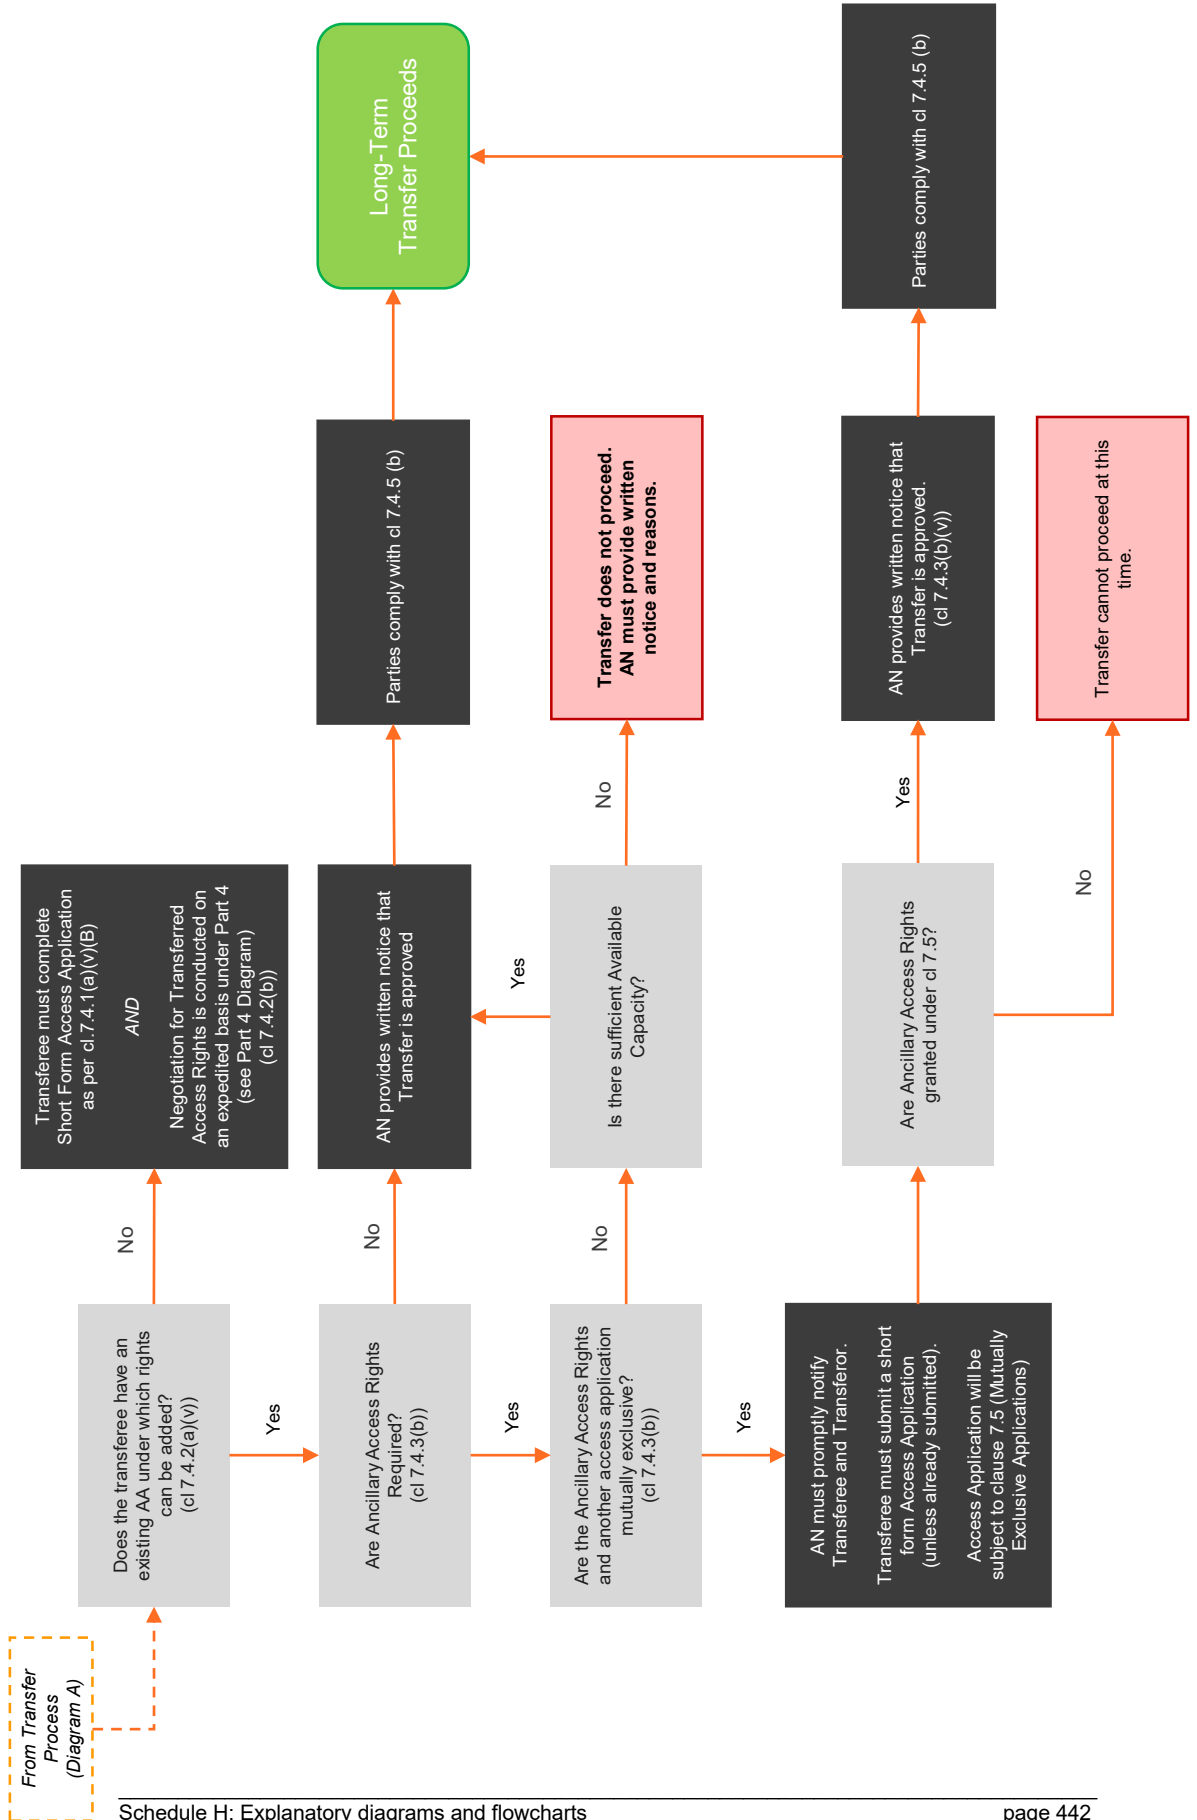 From Transfer
Process
(Diagram A)
Does the transferee have an
existing AA under which rights
can be added?
(cl 7.4.2(a)(v))
No
Transferee must complete
Short Form Access Application
as per cl.7.4.1(a)(v)(B)
AND
Negotiation for Transferred
Access Rights is conducted on
an expedited basis under Part 4
(see Part 4 Diagram)
(cl 7.4.2(b))
Yes
Are Ancillary Access Rights
Required?
(cl 7.4.3(b))
No
AN provides written notice that
Transfer is approved
Parties comply with cl 7.4.5 (b)
Long-Term
Transfer Proceeds
Yes
Are the Ancillary Access Rights
and another access application
mutually exclusive?
(cl 7.4.3(b))
No
Is there sufficient Available
Capacity?
Yes
No
Transfer does not proceed.
AN must provide written
notice and reasons.
Yes
AN must promptly notify
Transferee and Transferor.
Transferee must submit a short
form Access Application
(unless already submitted).
Access Application will be
subject to clause 7.5 (Mutually
Exclusive Applications)
Are Ancillary Access Rights
granted under cl 7.5?
Yes
AN provides written notice that
Transfer is approved.
(cl 7.4.3(b)(v))
Parties comply with cl 7.4.5 (b)
No
Transfer cannot proceed at this
time.
Schedule H: Explanatory diagrams and flowcharts page 442